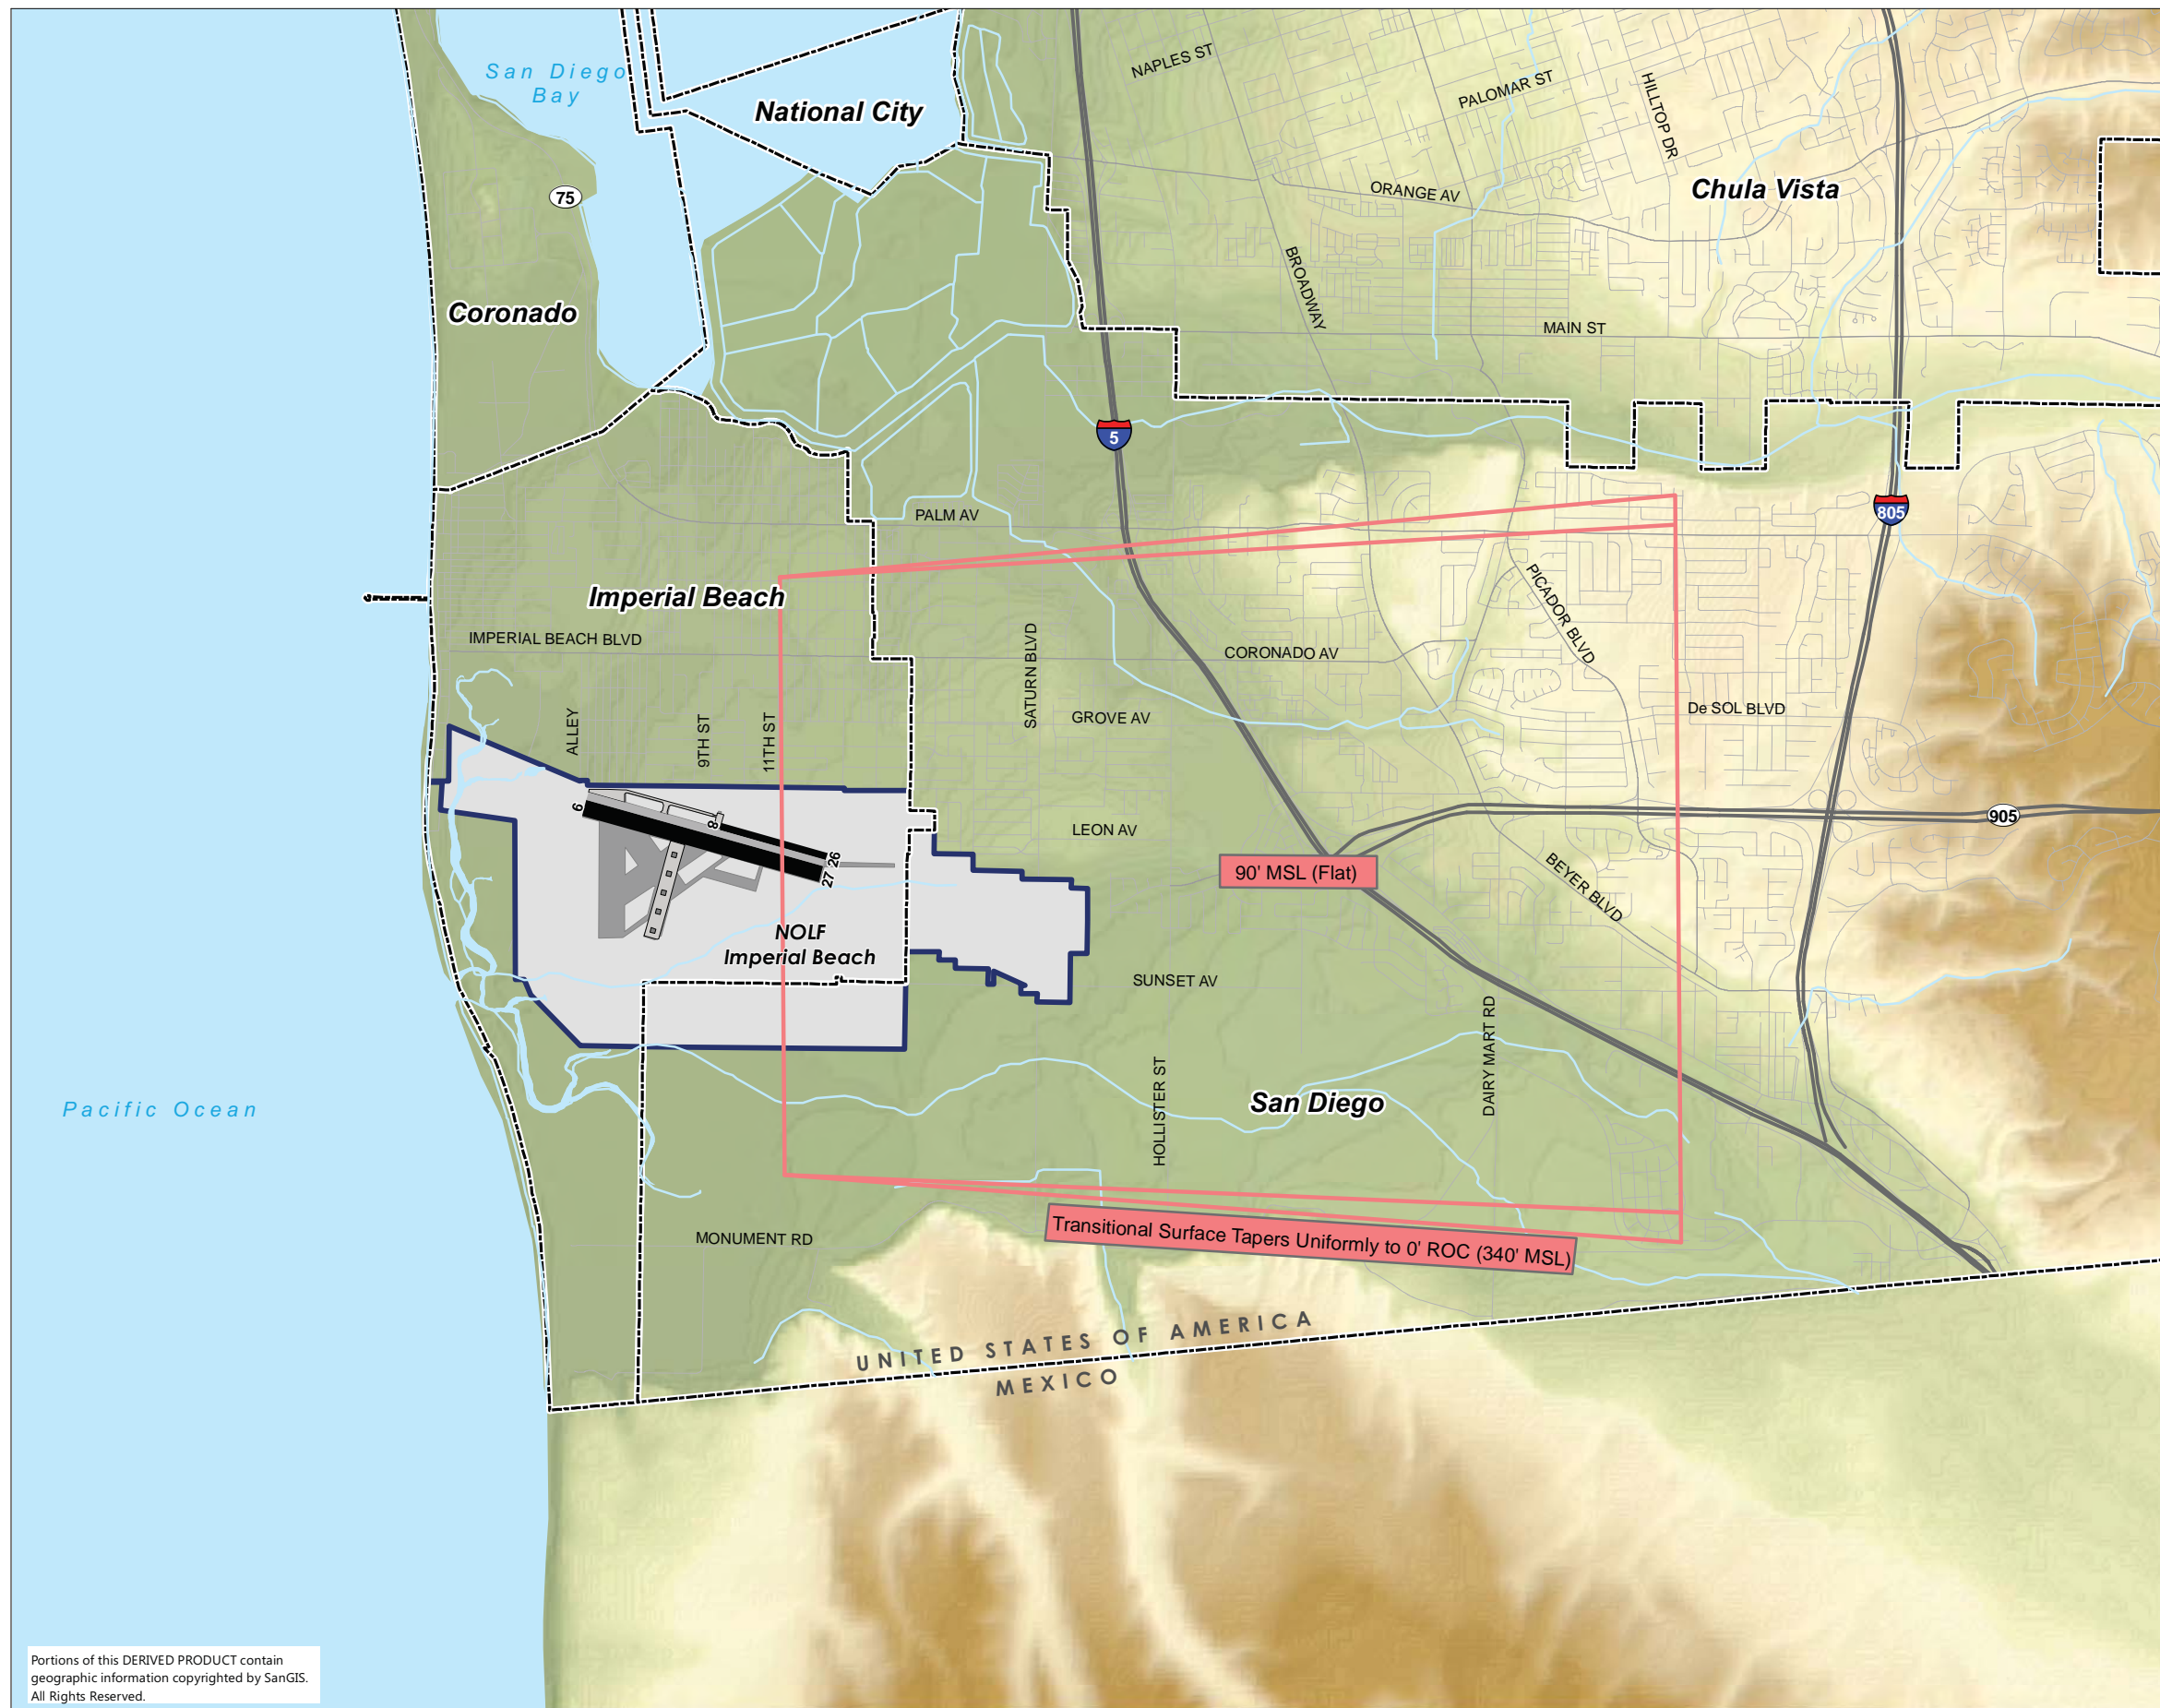 San Diego
Bay
National City
NAPLES ST
PALOMAR ST
HILLTOP DR
75
ORANGE AV
Chula Vista
Coronado
BROADWAY
MAIN ST
5
805
PALM AV
Imperial Beach
PICADOR BLVD
IMPERIAL BEACH BLVD
SATURN BLVD
CORONADO AV
ALLEY
9TH ST
11TH ST
GROVE AV
De SOL BLVD
9
8
26
27
LEON AV
905
90' MSL (Flat)
BEYER BLVD
NOLF
Imperial Beach
SUNSET AV
DAIRY MART RD
HOLLISTER ST
San Diego
Pacific Ocean
MONUMENT RD
Transitional Surface Tapers Uniformly to 0' ROC (340' MSL)
UNITED STATES OF AMERICA
MEXICO
Portions of this DERIVED PRODUCT contain
geographic information copyrighted by SanGIS.
All Rights Reserved.